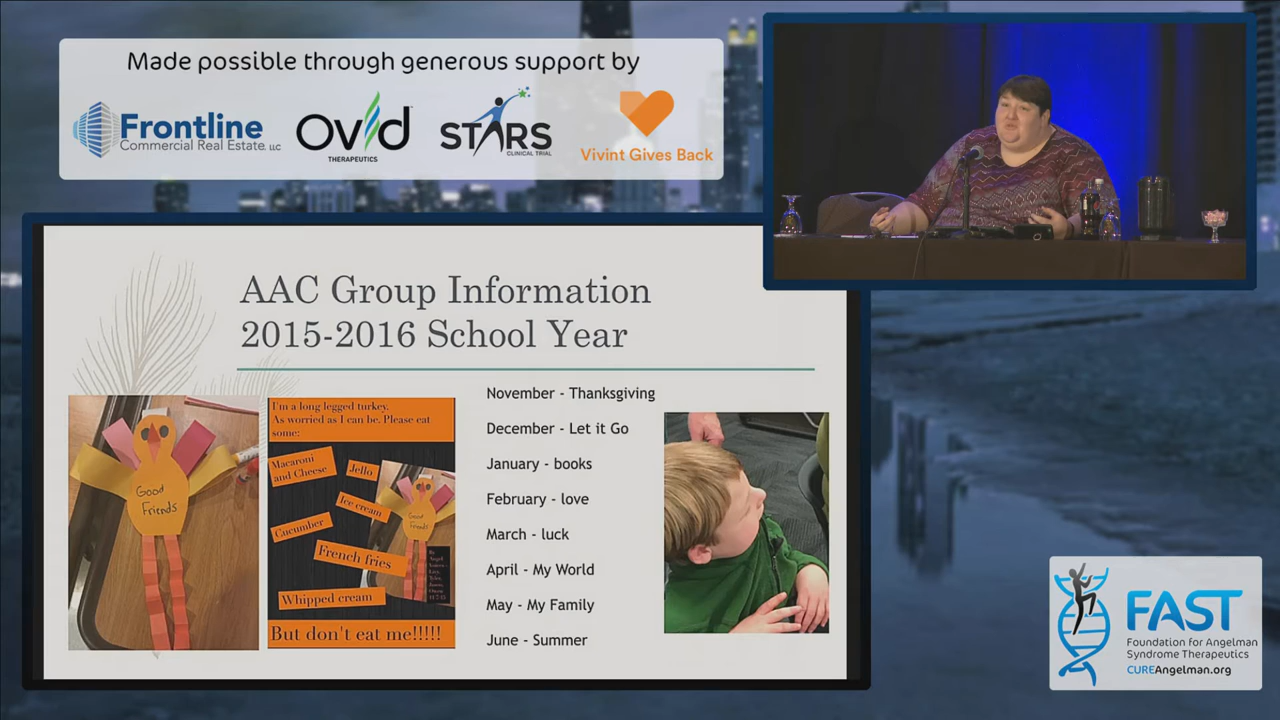 Made possible through generous support by
Frontline
Commercial Real Estate, LLC
OVID
THERAPEUTICS
STARS
CLINICAL TRIAL
Vivint Gives Back
AAC Group Information
2015-2016 School Year
Good
Friends
I'm a long legged turkey.
As worried as I can be. Please eat
some:
Macaroni
and Cheese
Jello
Ice cream
Good
Friends
Cucumber
French fries
Whipped cream
But don't eat me!!!!!
November - Thanksgiving
December - Let it Go
January - books
February - love
March - luck
April - My World
May - My Family
June - Summer
FAST
Foundation for Angelman
Syndrome Therapeutics
CUREAngelman.org